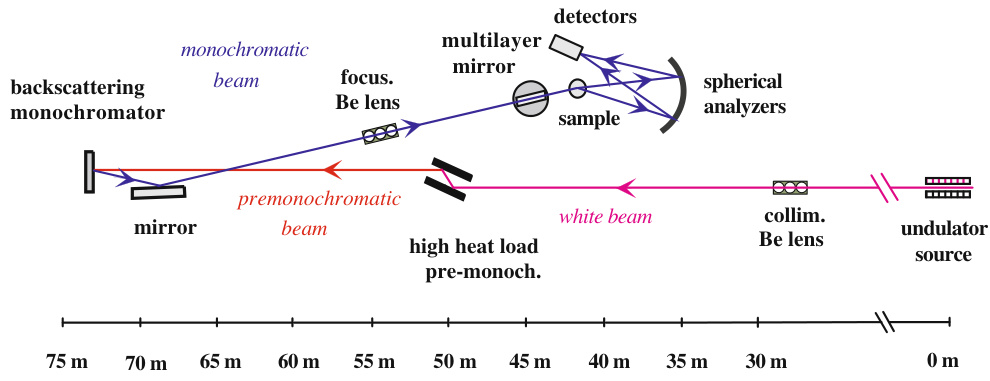 detectors
multilayer
mirror
monochromatic
beam
focus.
Be lens
spherical
analyzers
backscattering
monochromator
sample
mirror
premonochromatic
beam
white beam
collim.
Be lens
undulator
source
high heat load
pre-monoch.
75 m 70 m 65 m 60 m 55 m 50 m 45 m 40 m 35 m 30 m 0 m